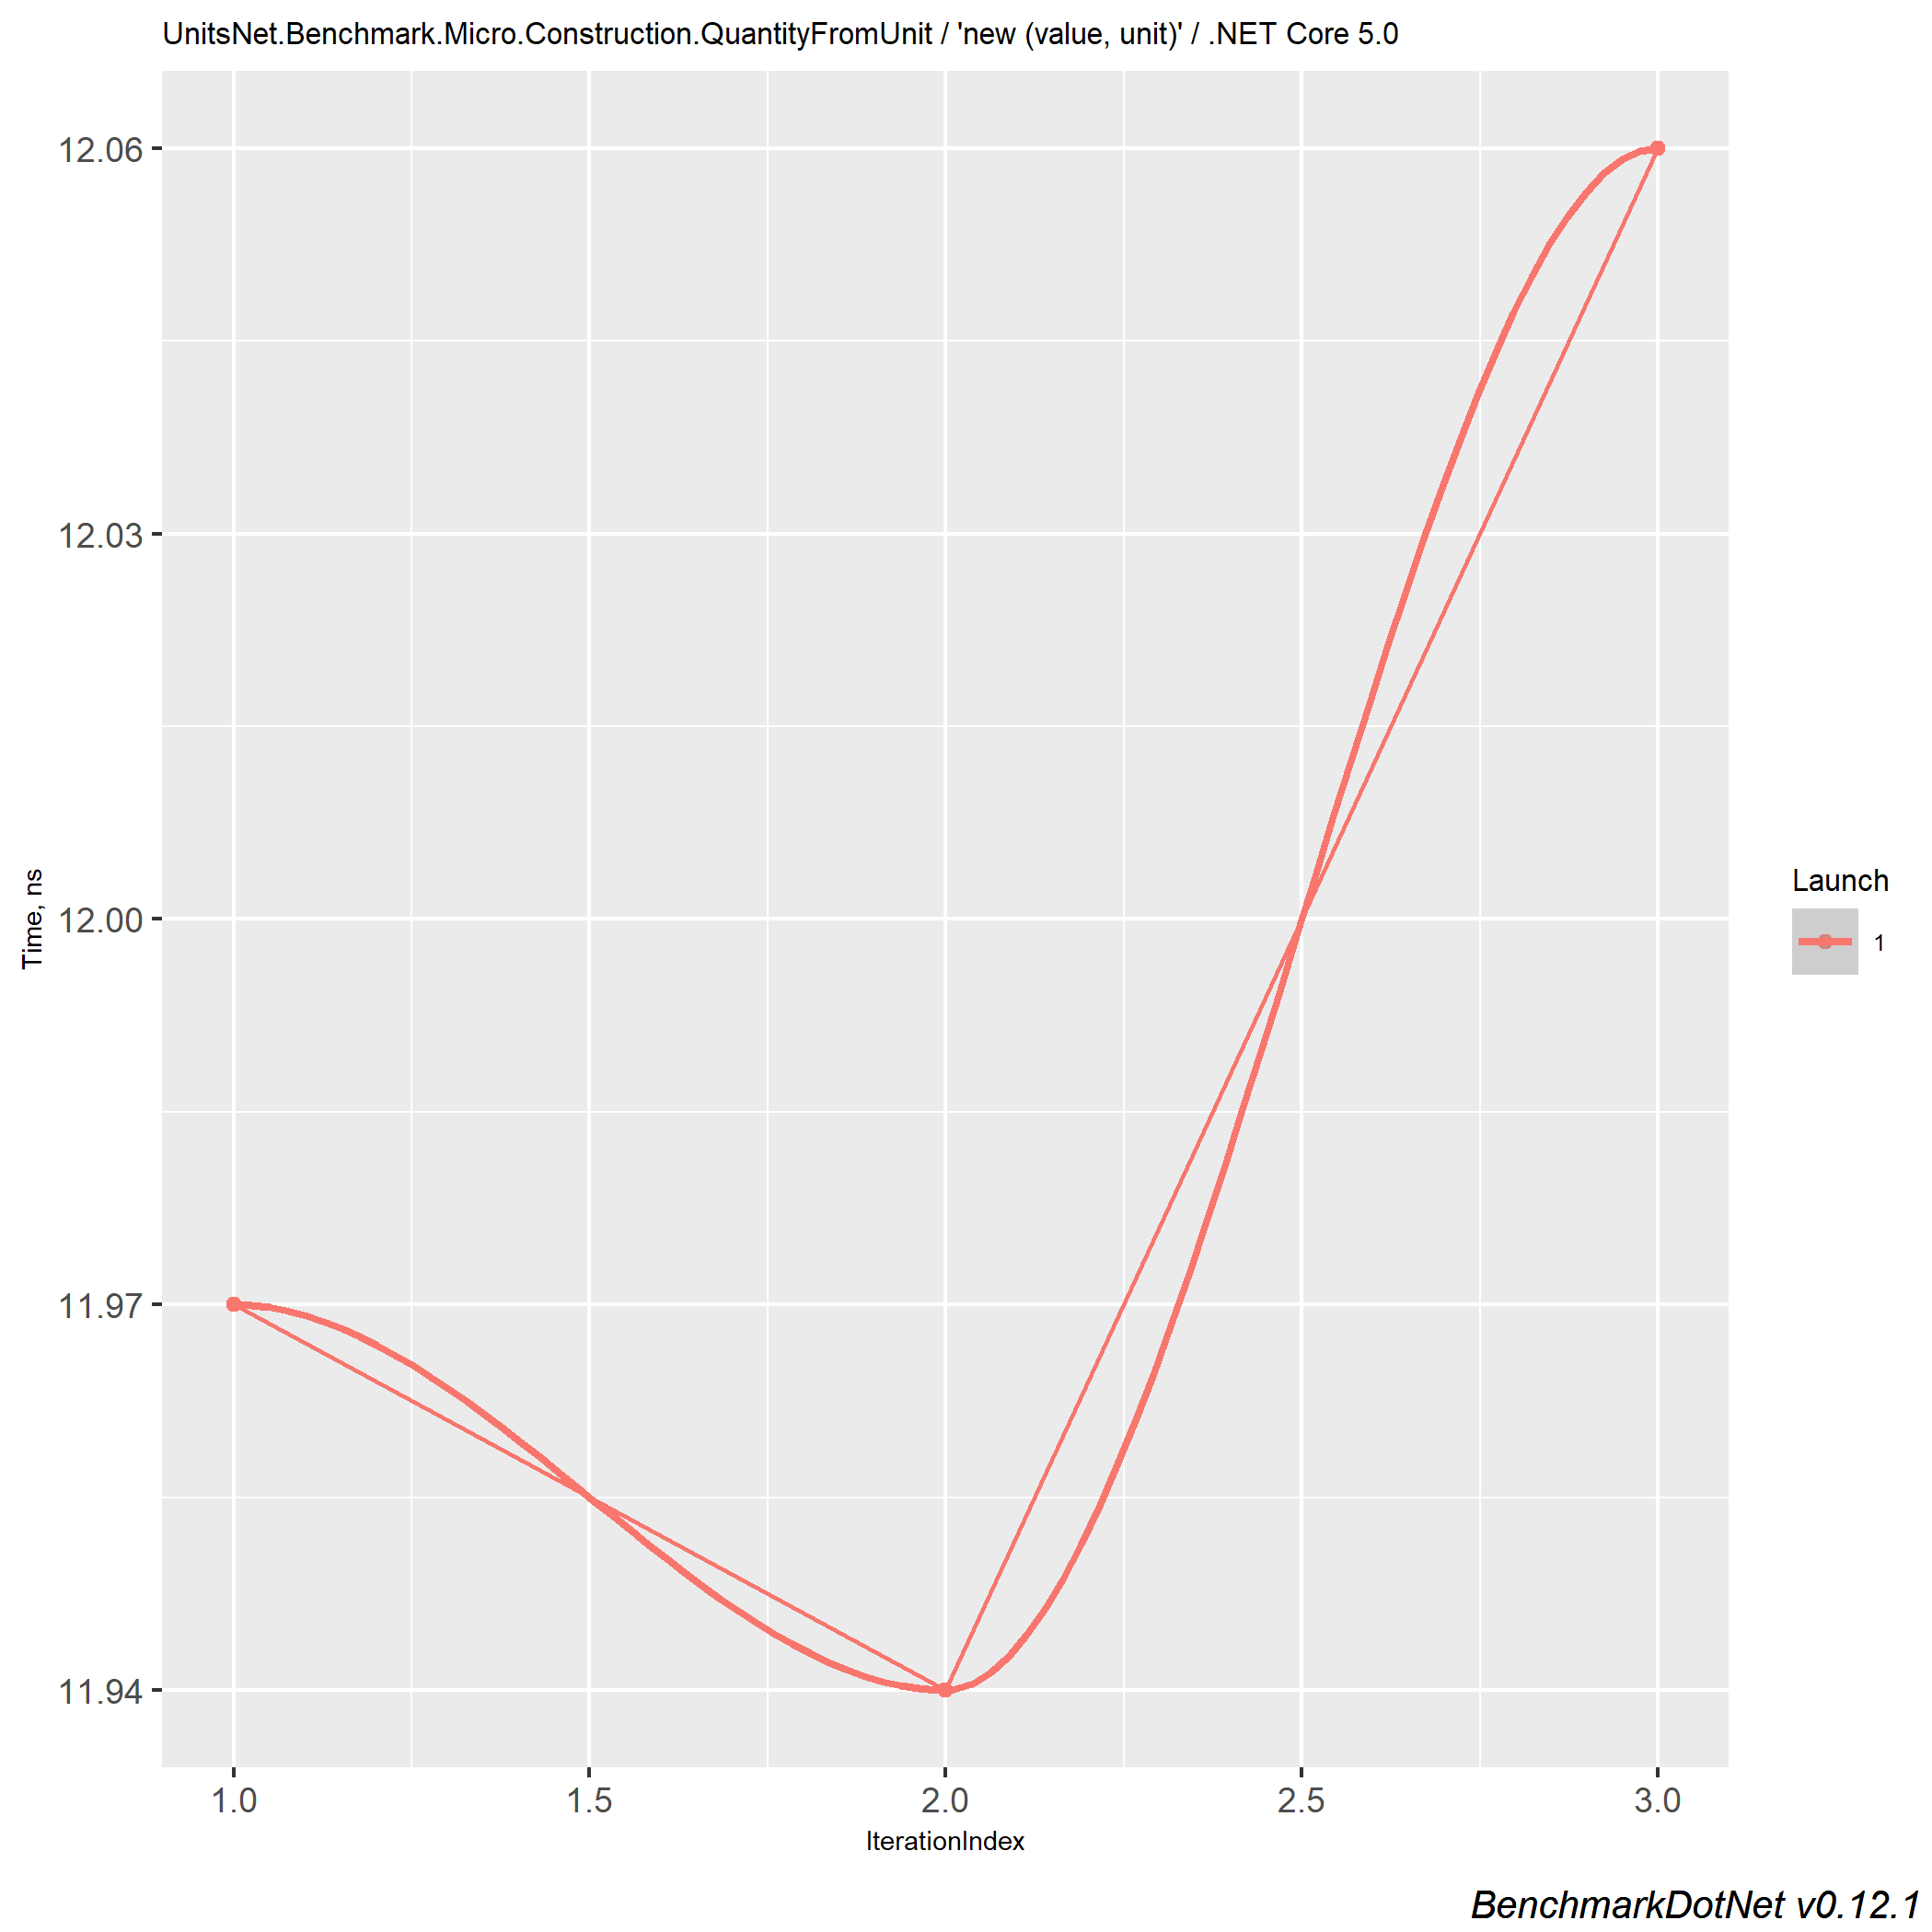 UnitsNet.Benchmark.Micro.Construction.QuantityFromUnit / 'new (value, unit)' / .NET Core 5.0
12.06
12.03
12.00
11.97
11.94
Time, ns
1.0
1.5
2.0
2.5
3.0
IterationIndex
Launch
1
BenchmarkDotNet v0.12.1